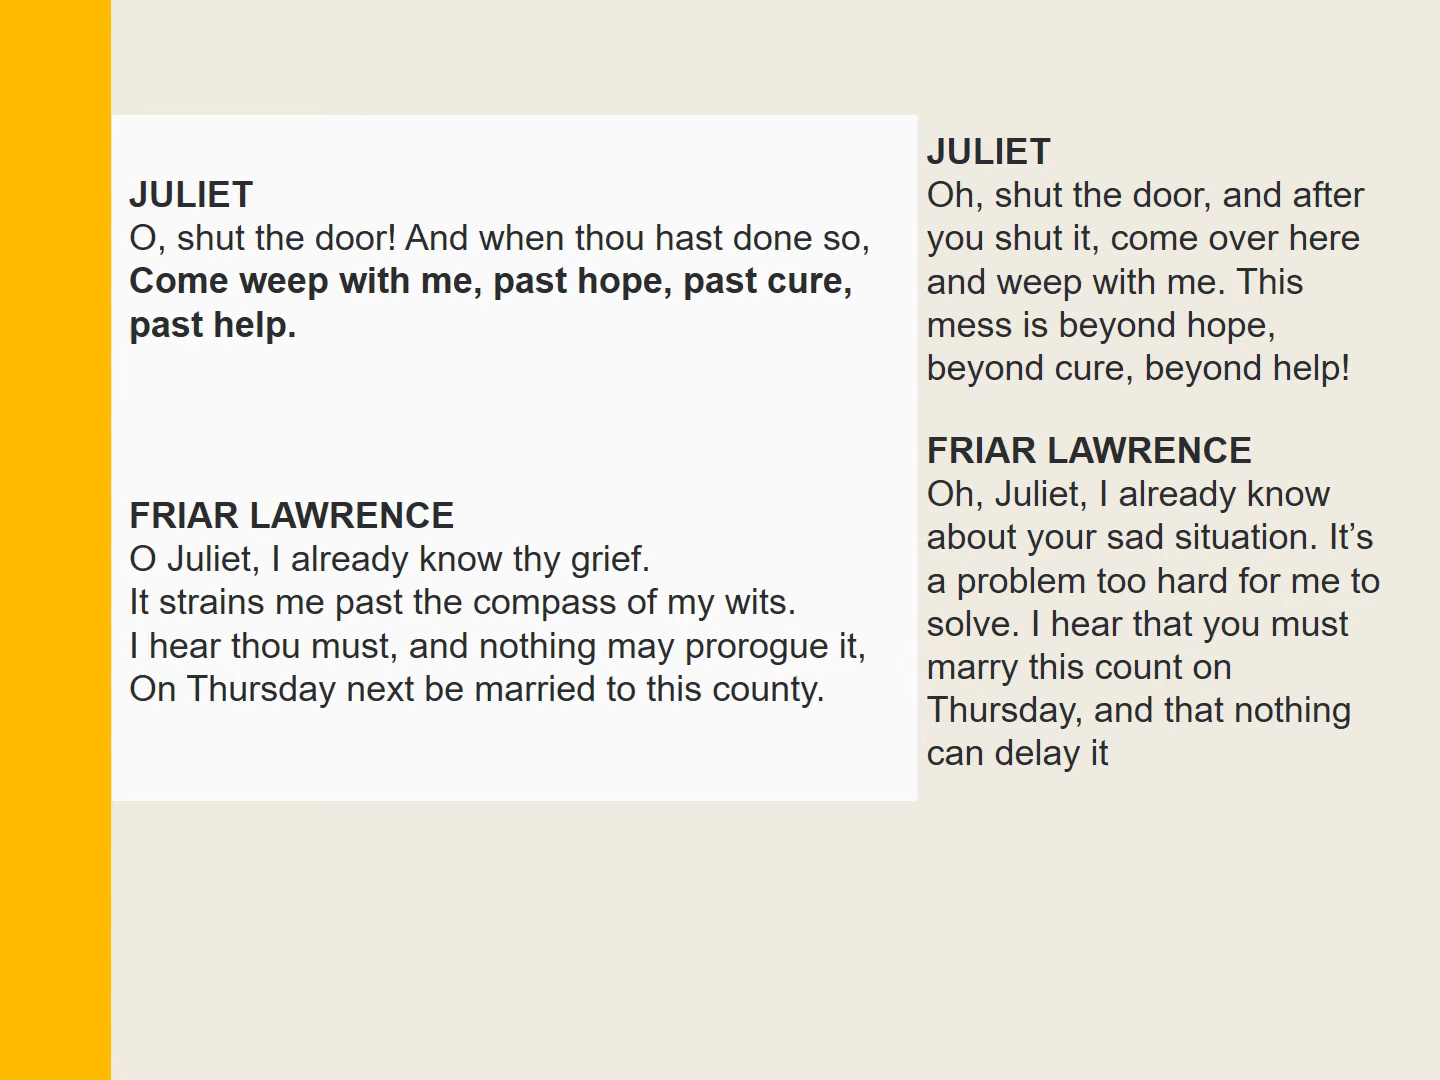 JULIET
O, shut the door! And when thou hast done so,
Come weep with me, past hope, past cure,
past help.
FRIAR LAWRENCE
O Juliet, I already know thy grief.
It strains me past the compass of my wits.
I hear thou must, and nothing may prorogue it,
On Thursday next be married to this county.
JULIET
Oh, shut the door, and after
you shut it, come over here
and weep with me. This
mess is beyond hope,
beyond cure, beyond help!
FRIAR LAWRENCE
Oh, Juliet, I already know
about your sad situation. It’s
a problem too hard for me to
solve. I hear that you must
marry this count on
Thursday, and that nothing
can delay it